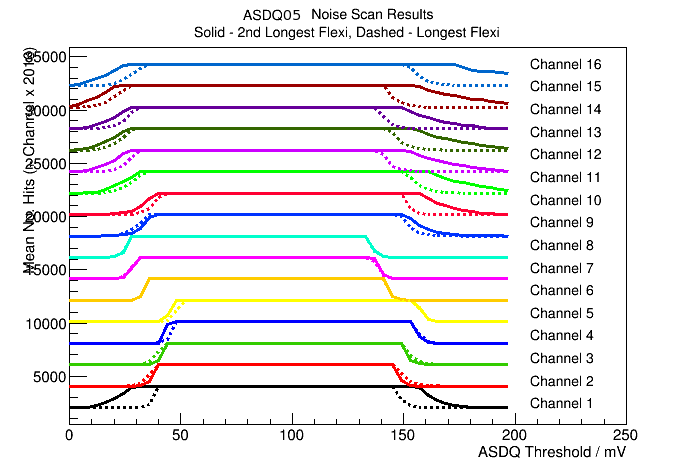 ASDQ05 Noise Scan Results
Solid - 2nd Longest Flexi, Dashed - Longest Flexi
Mean No. Hits (+ Channel x 2018)
35000
30000
25000
20000
15000
10000
5000
Channel 16
Channel 15
Channel 14
Channel 13
Channel 12
Channel 11
Channel 10
Channel 9
Channel 8
Channel 7
Channel 6
Channel 5
Channel 4
Channel 3
Channel 2
Channel 1
0 50 100 150 200 250
ASDQ Threshold / mV